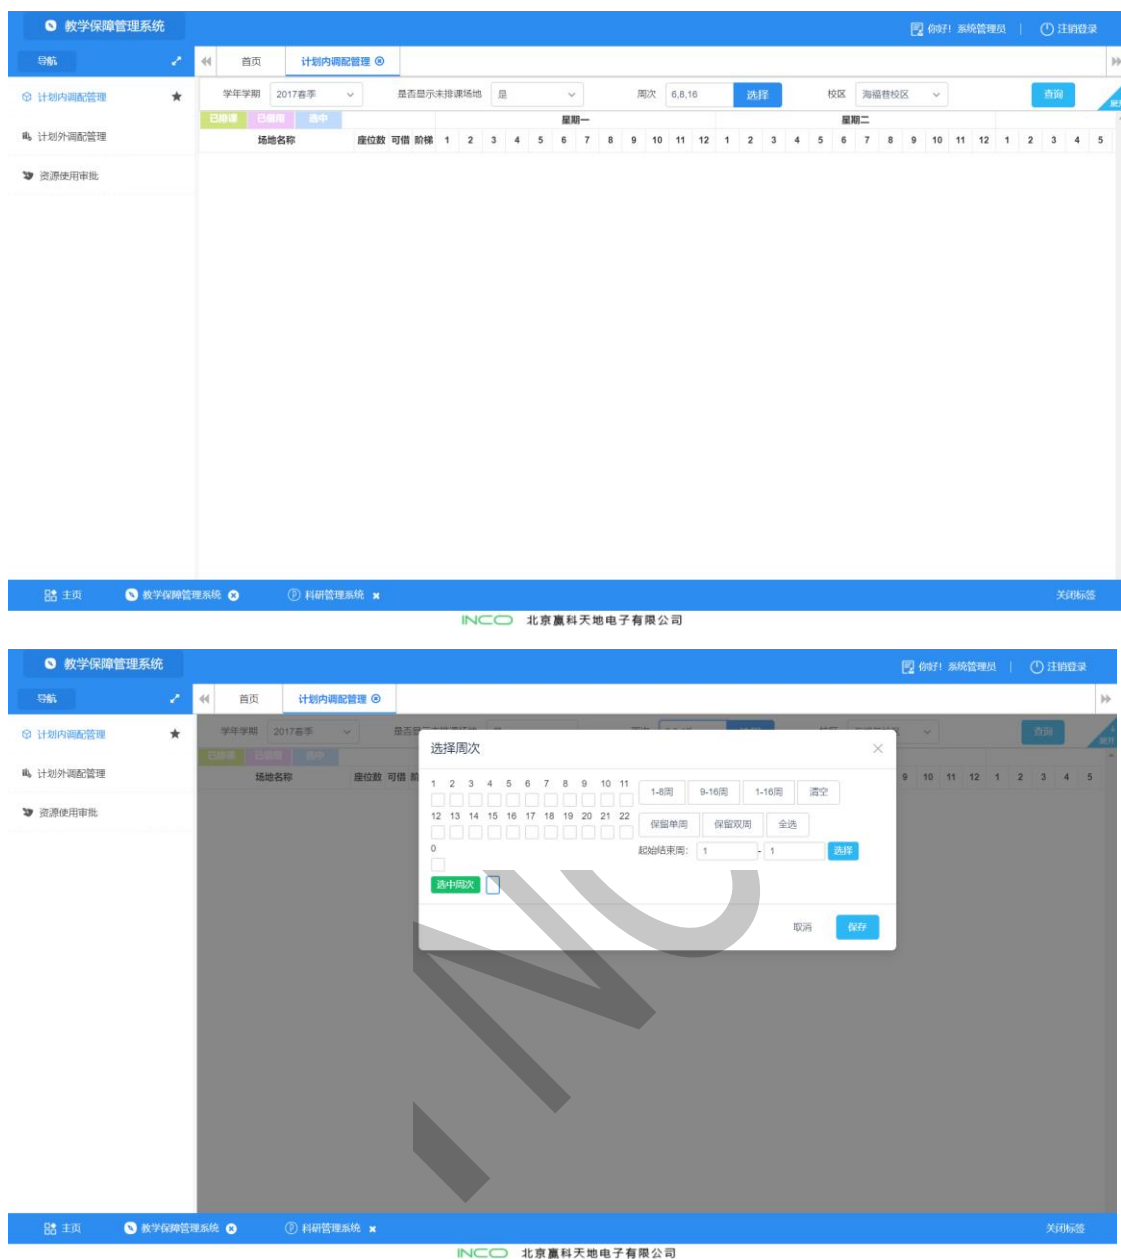 教学保障管理系统
你好！系统管理员 | 注销登录
导航 首页 计划内调配管理
计划内调配管理
计划外调配管理
资源使用审批
学年学期 2017春季 是否显示未排课场地 是 周次 6,8,16 选择 校区 海福巷校区 查询
已排课 已借用 选中 星期一 星期二
场地名称 座位数 可借 阶梯 1 2 3 4 5 6 7 8 9 10 11 12 1 2 3 4 5 6 7 8 9 10 11 12 1 2 3 4 5
主页 教学保障管理系统 科研管理系统 关闭标签
INCO 北京赢科天地电子有限公司
教学保障管理系统
你好！系统管理员 | 注销登录
导航 首页 计划内调配管理
计划内调配管理
计划外调配管理
资源使用审批
学年学期 2017春季 查询 展开
已排课 已借用 选中
场地名称 座位数 可借 9 10 11 12 1 2 3 4 5
选择周次
1 2 3 4 5 6 7 8 9 10 11
12 13 14 15 16 17 18 19 20 21 22
0
1-8周 9-16周 1-16周 清空
保留单周 保留双周 全选
起始结束周： 1 - 1 选择
选中周次
取消 保存
主页 教学保障管理系统 科研管理系统 关闭标签
INCO 北京赢科天地电子有限公司